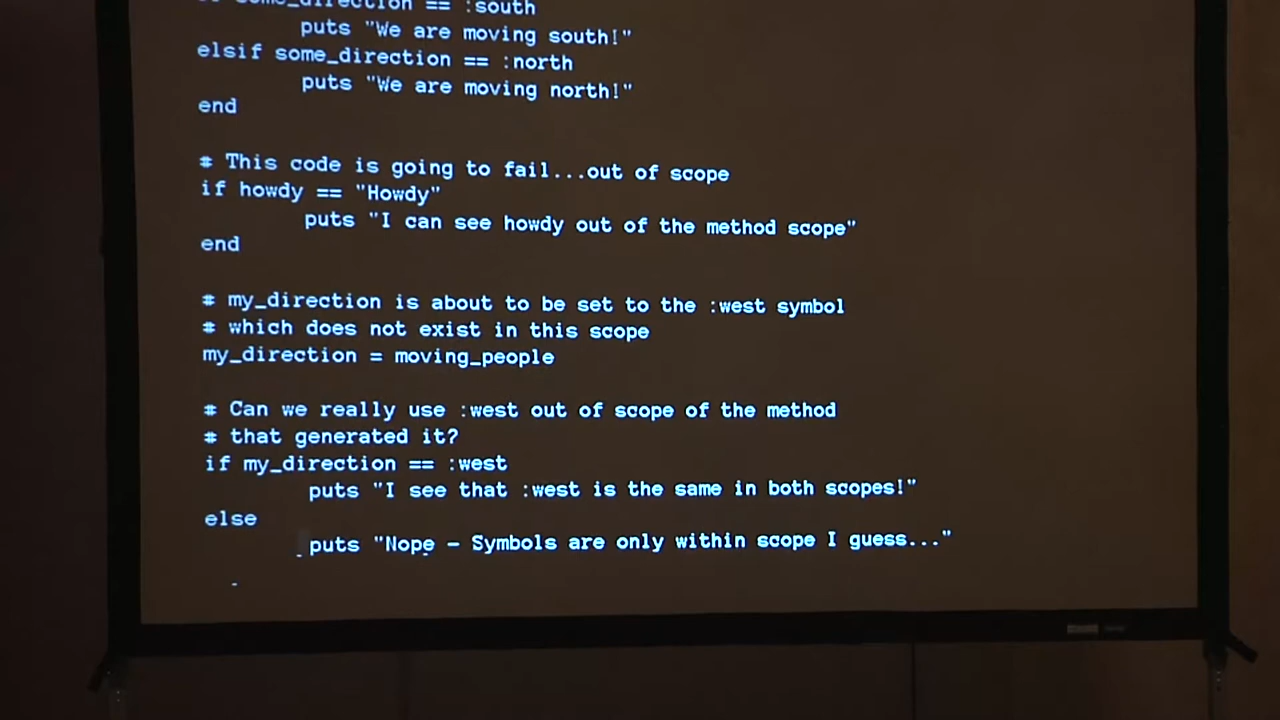 some_direction == :south
puts "We are moving south!"
elsif some_direction == :north
puts "We are moving north!"
end
# This code is going to fail...out of scope
if howdy == "Howdy"
puts "I can see howdy out of the method scope"
end
# my_direction is about to be set to the :west symbol
# which does not exist in this scope
my_direction = moving_people
# Can we really use :west out of scope of the method
# that generated it?
if my_direction == :west
puts "I see that :west is the same in both scopes!"
else
puts "Nope - Symbols are only within scope I guess..."